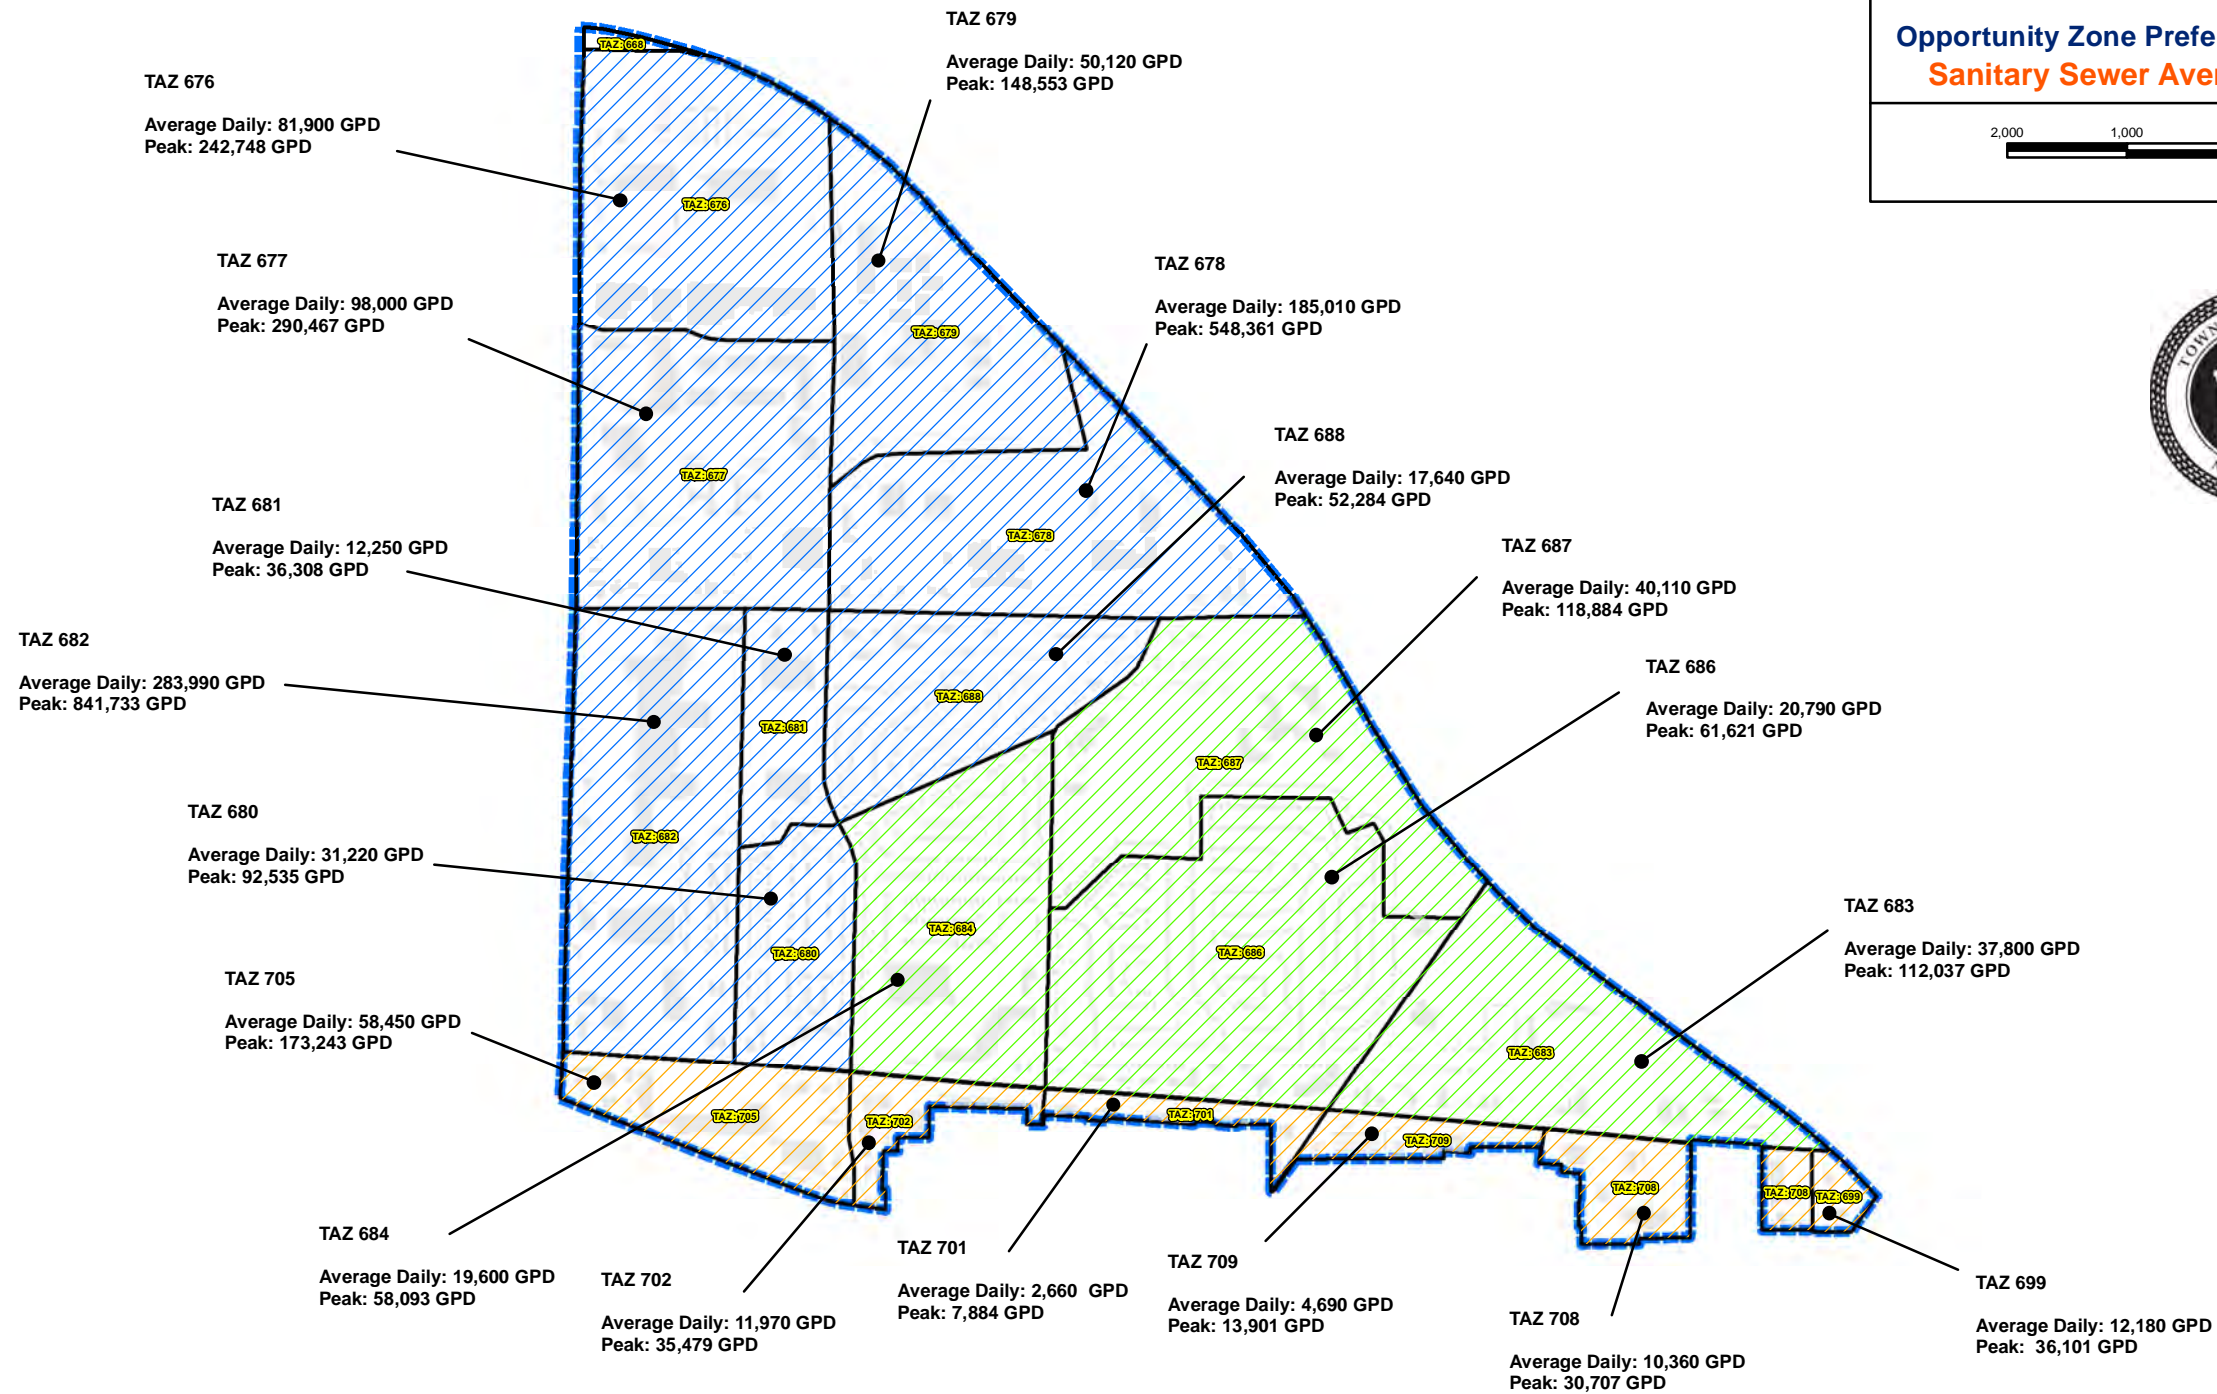 Opportunity Zone Prefe
Sanitary Sewer Aver
2,000 1,000
TOWN
TAZ 679
Average Daily: 50,120 GPD
Peak: 148,553 GPD
TAZ 676
Average Daily: 81,900 GPD
Peak: 242,748 GPD
TAZ 677
Average Daily: 98,000 GPD
Peak: 290,467 GPD
TAZ 678
Average Daily: 185,010 GPD
Peak: 548,361 GPD
TAZ 688
Average Daily: 17,640 GPD
Peak: 52,284 GPD
TAZ 681
Average Daily: 12,250 GPD
Peak: 36,308 GPD
TAZ 687
Average Daily: 40,110 GPD
Peak: 118,884 GPD
TAZ 682
Average Daily: 283,990 GPD
Peak: 841,733 GPD
TAZ 686
Average Daily: 20,790 GPD
Peak: 61,621 GPD
TAZ 680
Average Daily: 31,220 GPD
Peak: 92,535 GPD
TAZ 683
Average Daily: 37,800 GPD
Peak: 112,037 GPD
TAZ 705
Average Daily: 58,450 GPD
Peak: 173,243 GPD
TAZ 684
Average Daily: 19,600 GPD
Peak: 58,093 GPD
TAZ 702
Average Daily: 11,970 GPD
Peak: 35,479 GPD
TAZ 701
Average Daily: 2,660 GPD
Peak: 7,884 GPD
TAZ 709
Average Daily: 4,690 GPD
Peak: 13,901 GPD
TAZ 708
Average Daily: 10,360 GPD
Peak: 30,707 GPD
TAZ 699
Average Daily: 12,180 GPD
Peak: 36,101 GPD
TAZ: 668
TAZ: 676
TAZ: 679
TAZ: 677
TAZ: 678
TAZ: 688
TAZ: 681
TAZ: 687
TAZ: 682
TAZ: 684
TAZ: 680
TAZ: 686
TAZ: 683
TAZ: 705
TAZ: 702
TAZ: 701
TAZ: 709
TAZ: 708
TAZ: 708
TAZ: 699